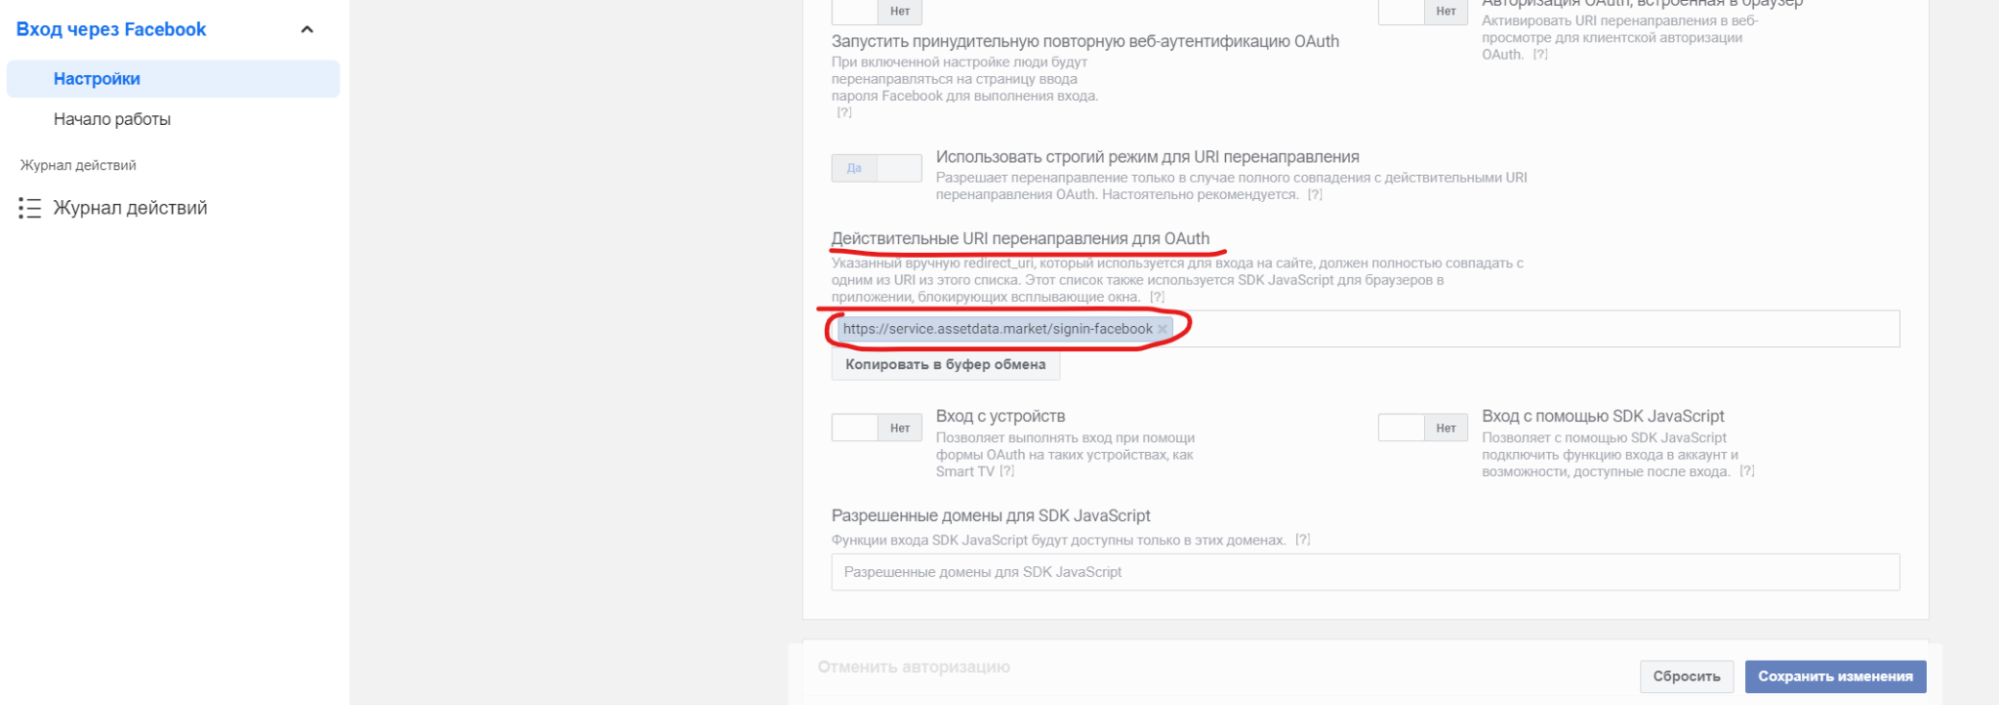 Вход через Facebook
Настройки
Начало работы
Журнал действий
Журнал действий
Нет
Запустить принудительную повторную веб-аутентификацию OAuth
При включенной настройке люди будут
перенаправляться на страницу ввода
пароля Facebook для выполнения входа.
[?]
Нет
Авторизация OAuth, встроенная в браузер
Активировать URI перенаправления в веб-
просмотре для клиентской авторизации
OAuth. [?]
Да
Использовать строгий режим для URI перенаправления
Разрешает перенаправление только в случае полного совпадения с действительными URI
перенаправления OAuth. Настоятельно рекомендуется. [?]
Действительные URI перенаправления для OAuth
Указанный вручную redirect_uri, который используется для входа на сайте, должен полностью совпадать с
одним из URI из этого списка. Этот список также используется SDK JavaScript для браузеров в
приложении, блокирующих всплывающие окна. [?]
https://service.assetdata.market/signin-facebook ×
Копировать в буфер обмена
Нет
Вход с устройств
Позволяет выполнять вход при помощи
формы OAuth на таких устройствах, как
Smart TV [?]
Нет
Вход с помощью SDK JavaScript
Позволяет с помощью SDK JavaScript
подключить функцию входа в аккаунт и
возможности, доступные после входа. [?]
Разрешенные домены для SDK JavaScript
Функции входа SDK JavaScript будут доступны только в этих доменах. [?]
Разрешенные домены для SDK JavaScript
Отменить авторизацию
Сбросить
Сохранить изменения